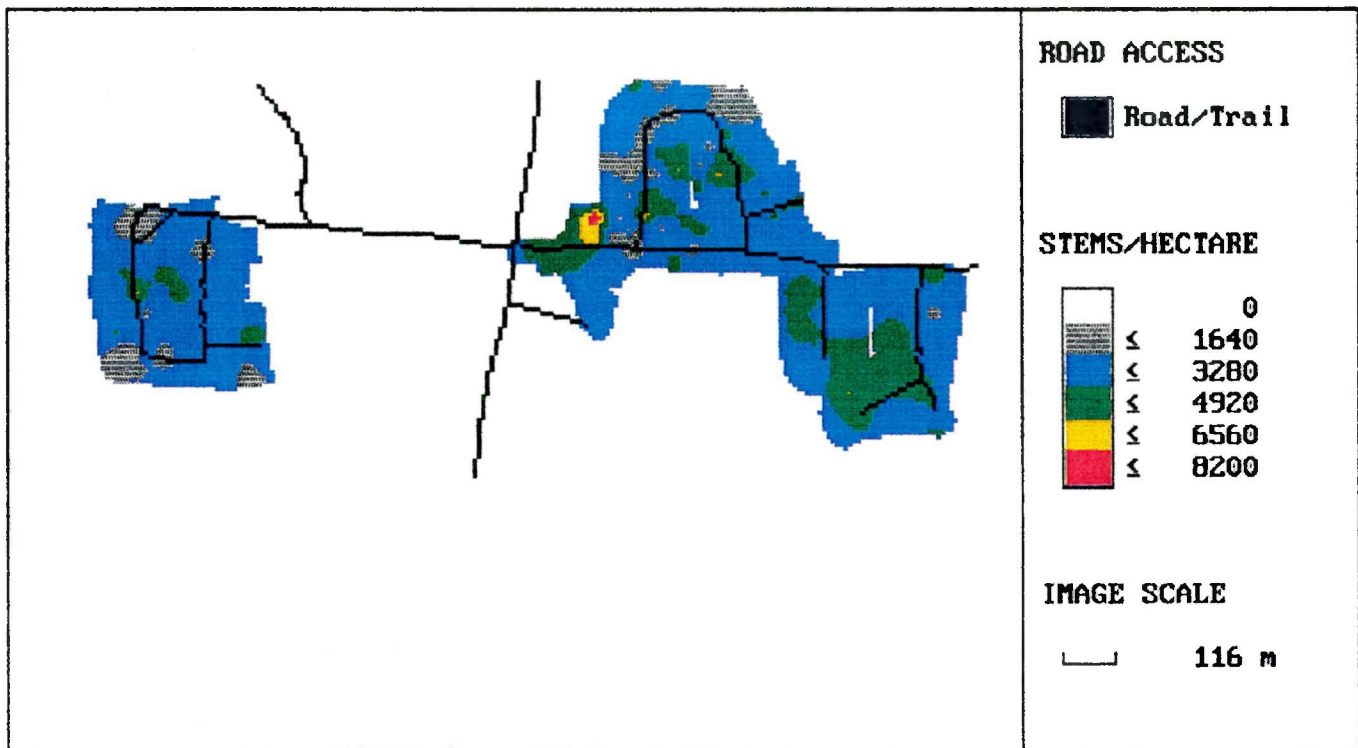 ROAD ACCESS
Road/Trail
STEMS/HECTARE
0
≤ 1640
≤ 3280
≤ 4920
≤ 6560
≤ 8200
IMAGE SCALE
116 m